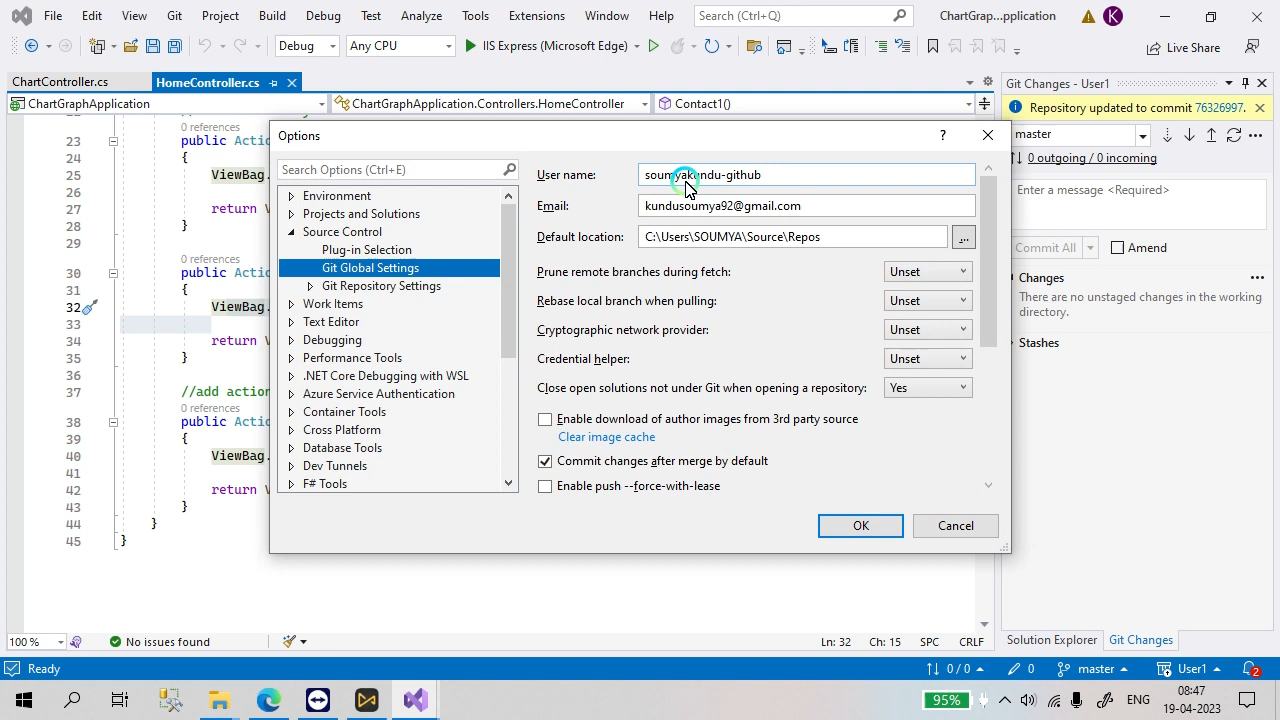 File Edit View Git Project Build Debug Test Analyze Tools Extensions Window Help Search (Ctrl+Q) ChartGrap...pplication K
Debug Any CPU IIS Express (Microsoft Edge) Live Share
ChartController.cs HomeController.cs Git Changes - User1
ChartGraphApplication ChartGraphApplication.Controllers.HomeController Contact1()
Repository updated to commit 76326997.
master
0 outgoing / 0 incoming
Enter a message <Required>
Commit All Amend
Changes
There are no unstaged changes in the working
directory.
Stashes
0 references
23 public Actio
24 {
25 ViewBag.
26
27 return V
28 }
29
0 references
30 public Actio
31 {
32 ViewBag.
33
34 return V
35 }
36
37 //add action
0 references
38 public Actio
39 {
40 ViewBag.
41
42 return V
43 }
44 }
45 }
Options ?
Search Options (Ctrl+E)
Environment
Projects and Solutions
Source Control
Plug-in Selection
Git Global Settings
Git Repository Settings
Work Items
Text Editor
Debugging
Performance Tools
.NET Core Debugging with WSL
Azure Service Authentication
Container Tools
Cross Platform
Database Tools
Dev Tunnels
F# Tools
User name: soumyakundu-github
Email: kundusoumya92@gmail.com
Default location: C:\Users\SOUMYA\Source\Repos ...
Prune remote branches during fetch: Unset
Rebase local branch when pulling: Unset
Cryptographic network provider: Unset
Credential helper: Unset
Close open solutions not under Git when opening a repository: Yes
Enable download of author images from 3rd party source
Clear image cache
Commit changes after merge by default
Enable push --force-with-lease
OK Cancel
100 % No issues found Ln: 32 Ch: 15 SPC CRLF
Solution Explorer Git Changes
Ready 0 / 0 0 master User1 2
95% ENG 08:47
19-04-2023